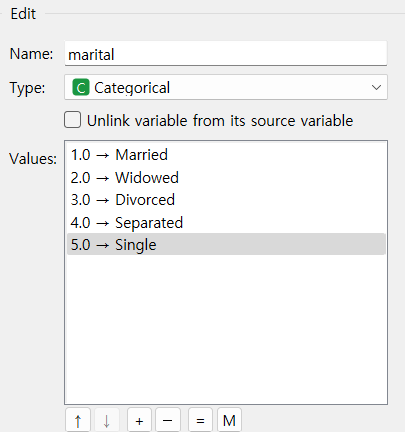 Edit
Name: marital
Type: C Categorical
Unlink variable from its source variable
Values:
1.0 → Married
2.0 → Widowed
3.0 → Divorced
4.0 → Separated
5.0 → Single
↑ ↓ + − = M